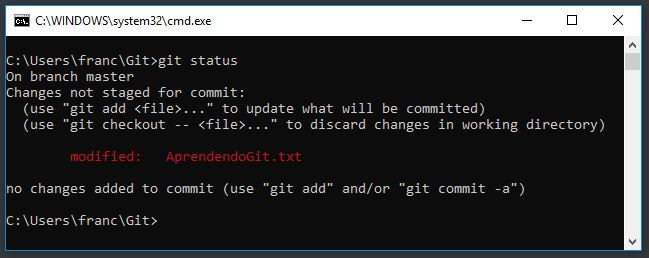 C:\WINDOWS\system32\cmd.exe
C:\Users\franc\Git>git status
On branch master
Changes not staged for commit:
  (use "git add <file>..." to update what will be committed)
  (use "git checkout -- <file>..." to discard changes in working directory)
        modified:   AprendendoGit.txt
no changes added to commit (use "git add" and/or "git commit -a")
C:\Users\franc\Git>